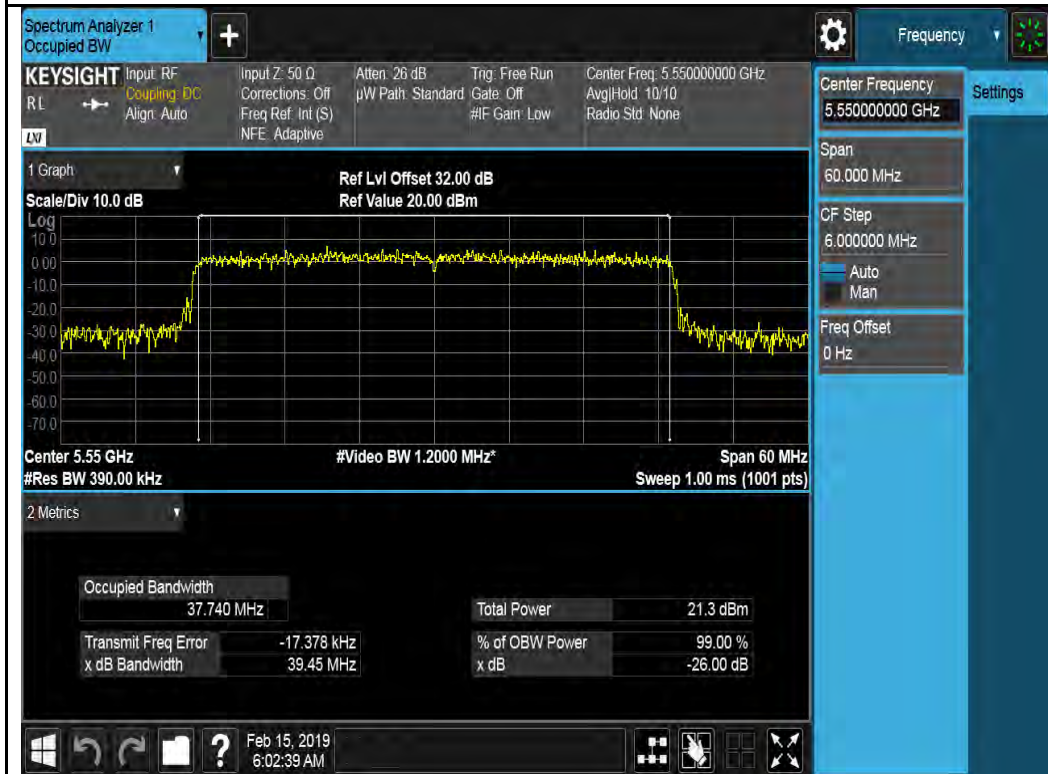 Spectrum Analyzer 1
Occupied BW
+
Frequency
KEYSIGHT
RL
LXI
Input: RF
Coupling: DC
Align: Auto
Input Z: 50 Ω
Corrections: Off
Freq Ref: Int (S)
NFE: Adaptive
Atten: 26 dB
µW Path: Standard
Trig: Free Run
Gate: Off
#IF Gain: Low
Center Freq: 5.550000000 GHz
Avg|Hold: 10/10
Radio Std: None
Center Frequency
5.550000000 GHz
Settings
Span
60.000 MHz
CF Step
6.000000 MHz
Auto
Man
Freq Offset
0 Hz
1 Graph
Scale/Div 10.0 dB
Ref Lvl Offset 32.00 dB
Ref Value 20.00 dBm
Log
10.0
0.00
-10.0
-20.0
-30.0
-40.0
-50.0
-60.0
-70.0
Center 5.55 GHz
#Video BW 1.2000 MHz*
Span 60 MHz
#Res BW 390.00 kHz
Sweep 1.00 ms (1001 pts)
2 Metrics
Occupied Bandwidth
37.740 MHz
Total Power 21.3 dBm
Transmit Freq Error -17.378 kHz
% of OBW Power 99.00 %
x dB Bandwidth 39.45 MHz
x dB -26.00 dB
?
Feb 15, 2019
6:02:39 AM